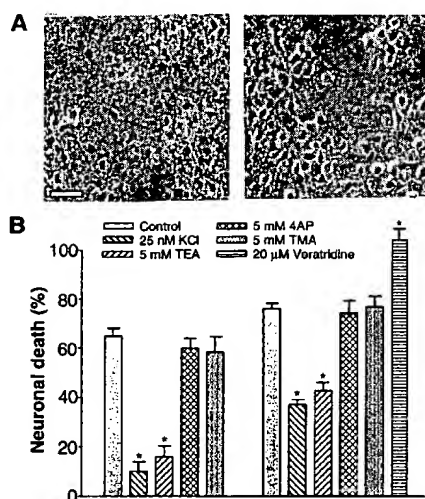 A
B
Control
25 nM KCl
5 mM TEA
5 mM 4AP
5 mM TMA
20 µM Veratridine
Neuronal death (%)
100
80
60
40
20
0
*
*
*
*
*